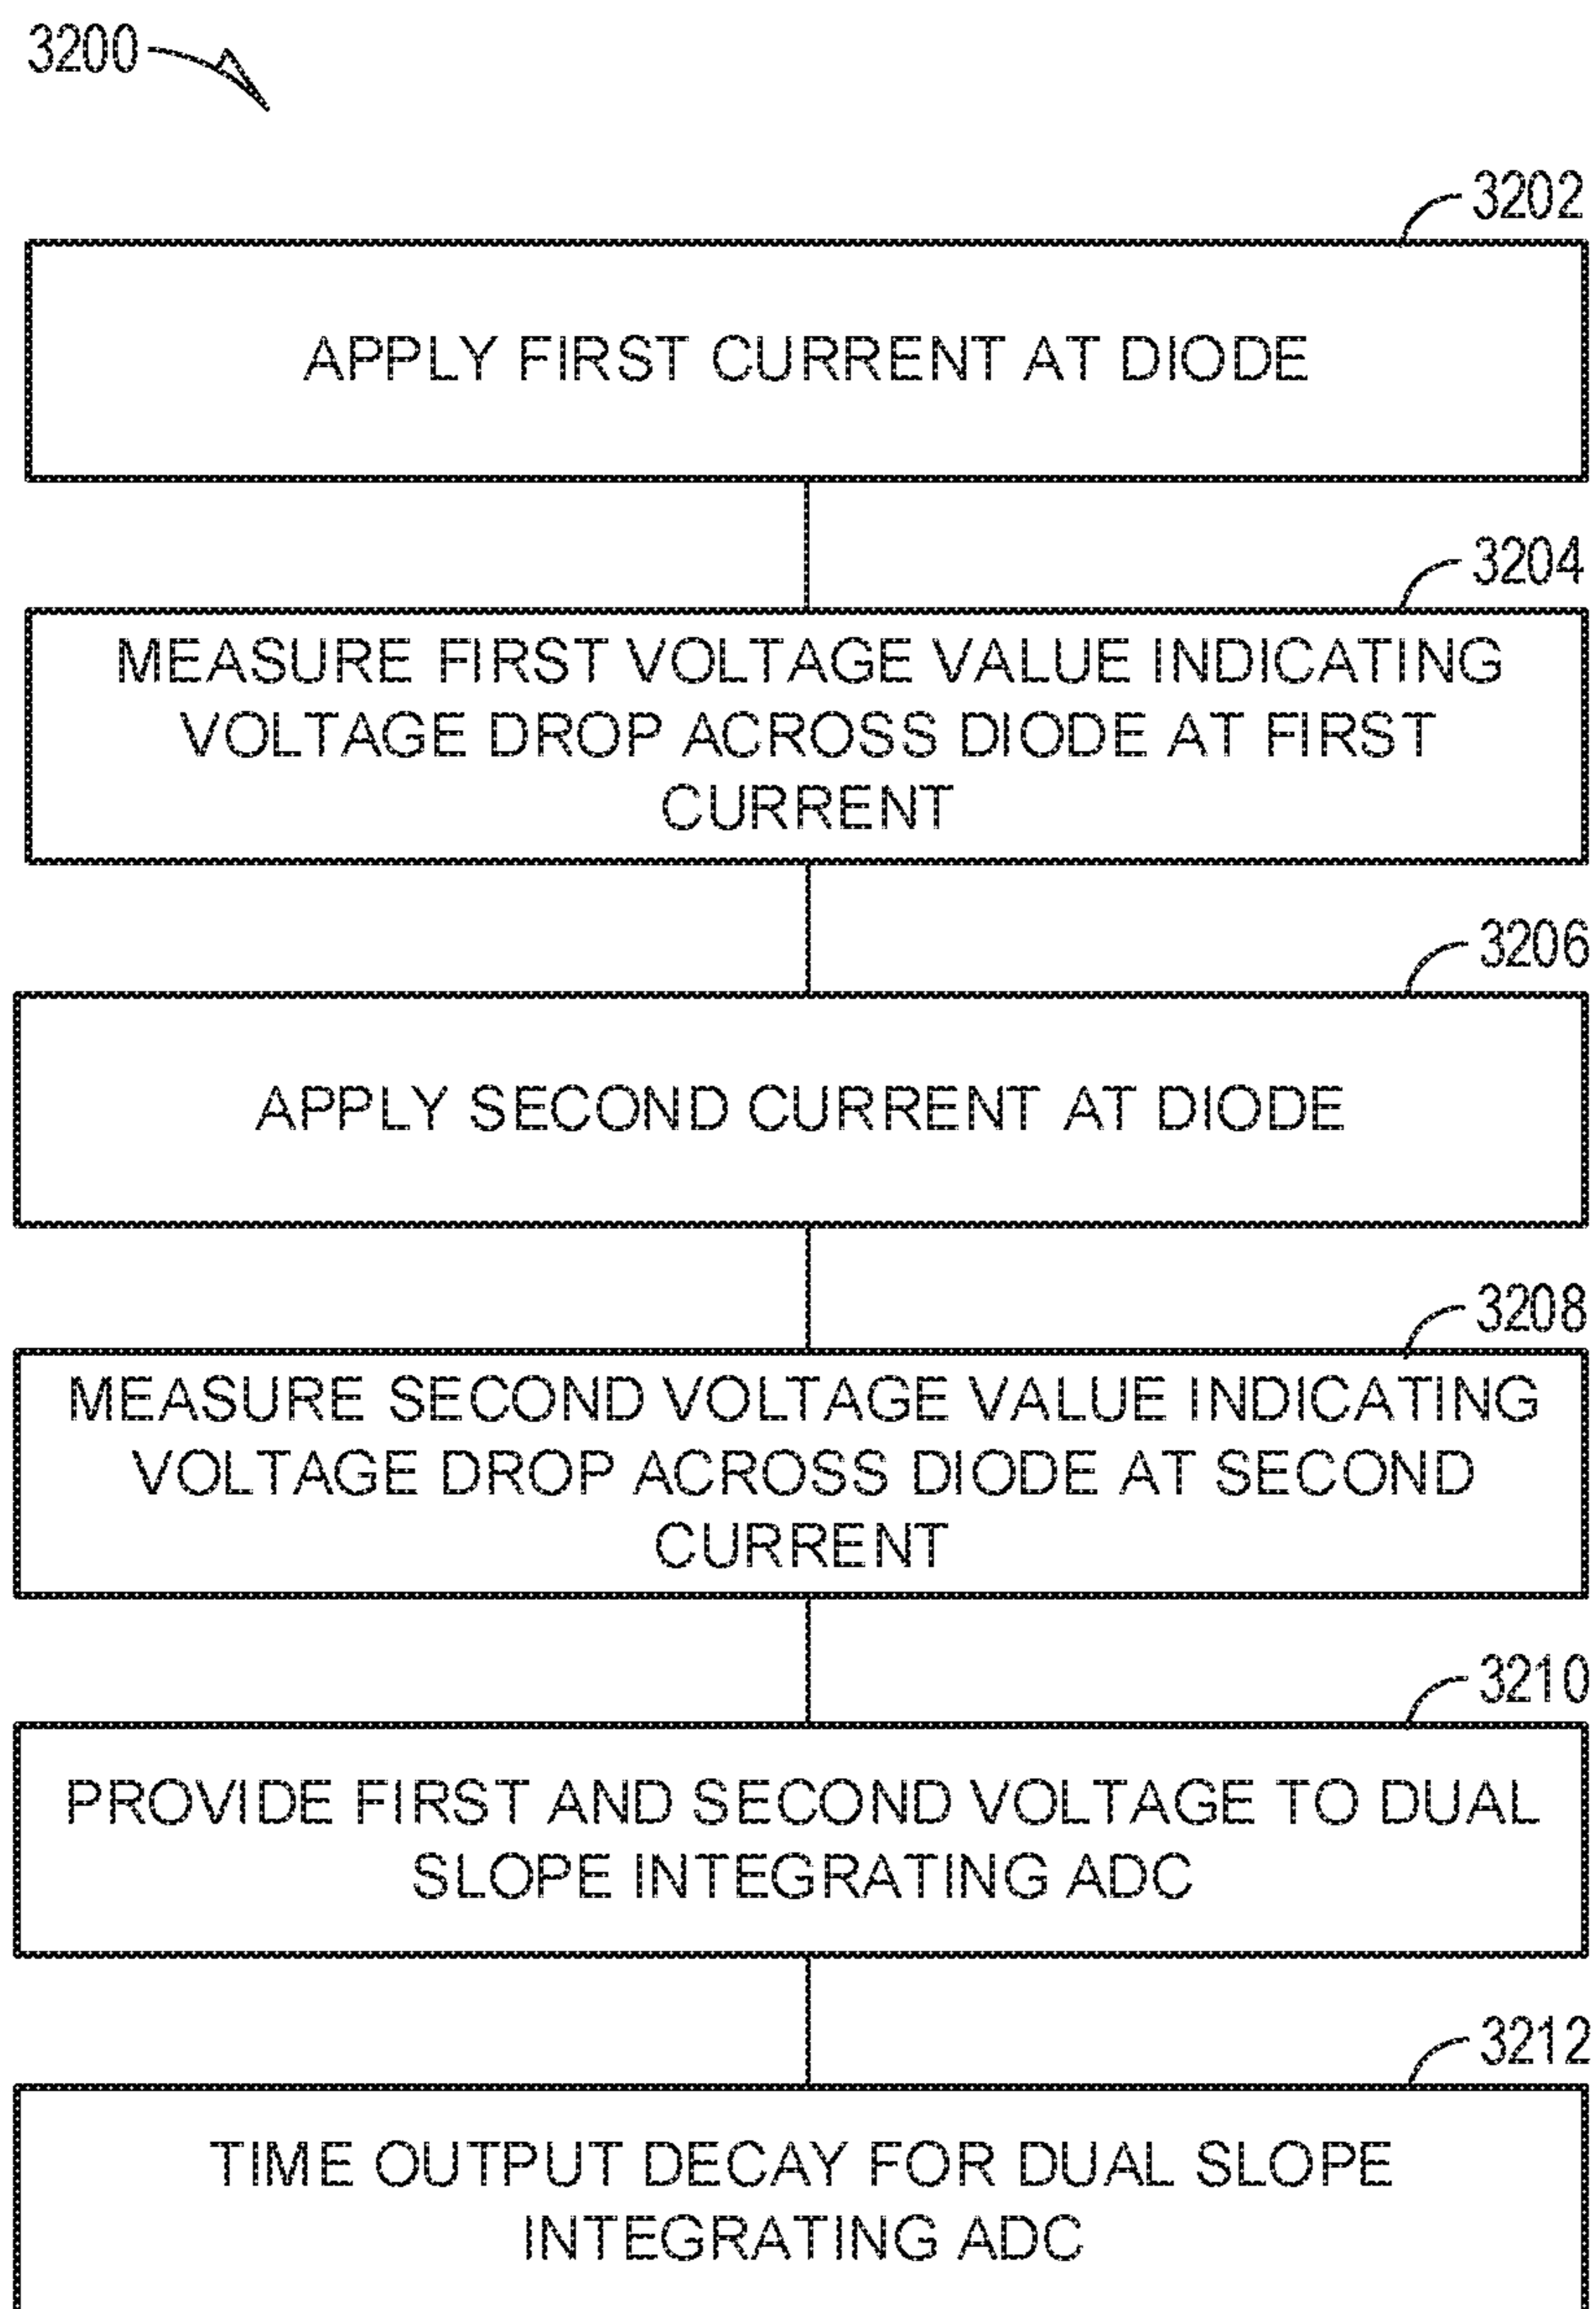 3200
3202
APPLY FIRST CURRENT AT DIODE
3204
MEASURE FIRST VOLTAGE VALUE INDICATING
VOLTAGE DROP ACROSS DIODE AT FIRST
CURRENT
3206
APPLY SECOND CURRENT AT DIODE
3208
MEASURE SECOND VOLTAGE VALUE INDICATING
VOLTAGE DROP ACROSS DIODE AT SECOND
CURRENT
3210
PROVIDE FIRST AND SECOND VOLTAGE TO DUAL
SLOPE INTEGRATING ADC
3212
TIME OUTPUT DECAY FOR DUAL SLOPE
INTEGRATING ADC